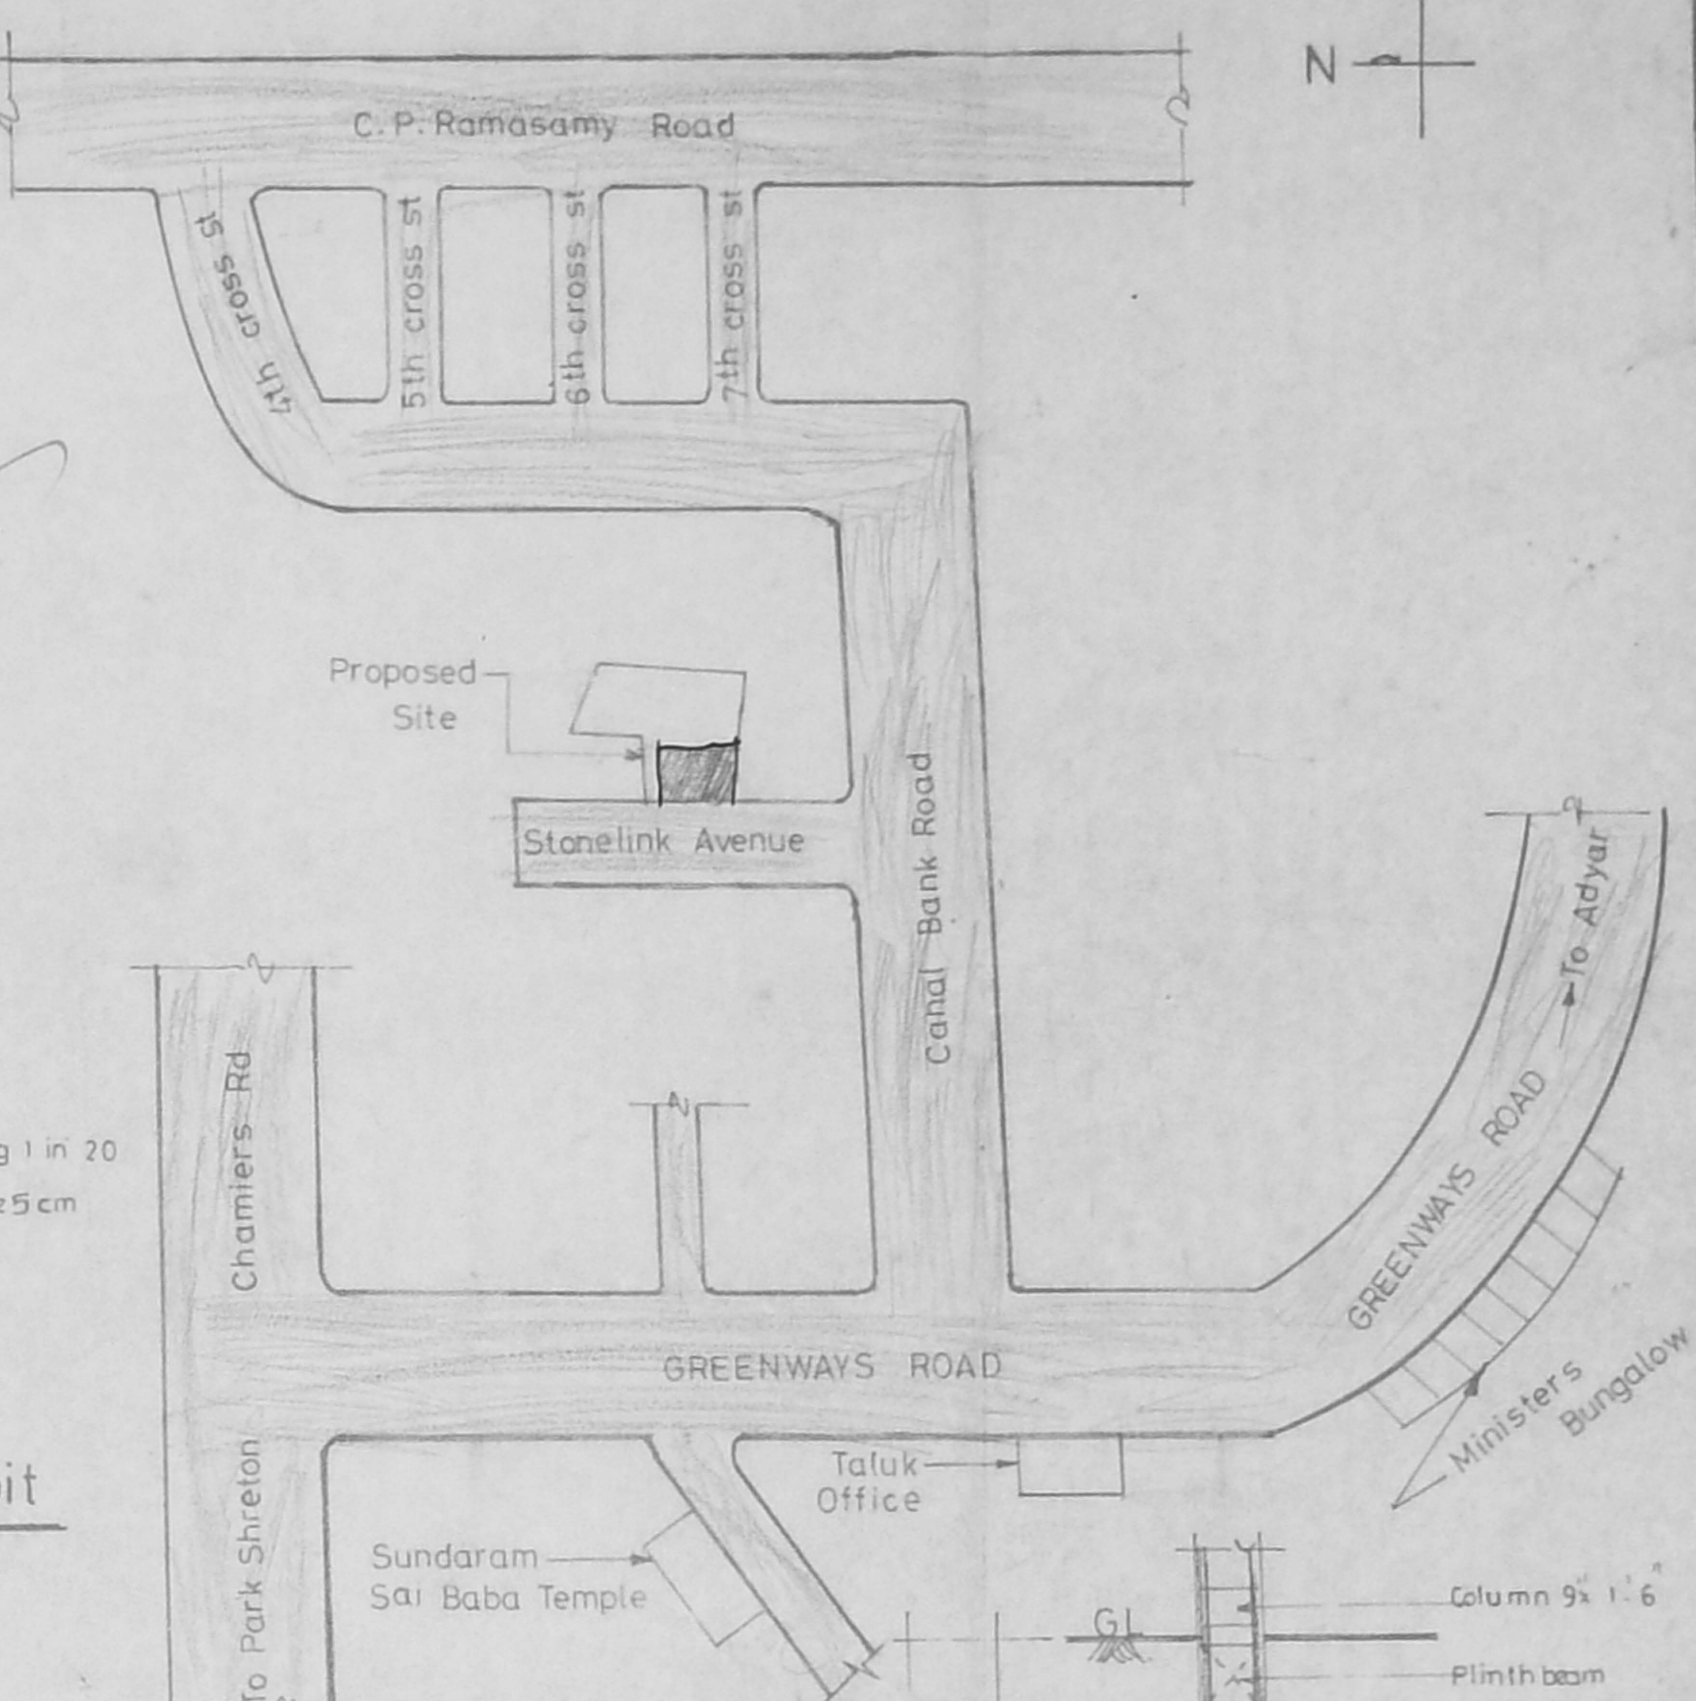 N
C.P. Ramasamy Road
4th cross st
5th cross st
6th cross st
7th cross st
Proposed
Site
Stonelink Avenue
Canal Bank Road
To Adyar
Chamiers Rd
g 1 in 20
25cm
GREENWAYS ROAD
GREENWAYS ROAD
Ministers
Bungalow
it
To Park Shreton
Taluk
Office
Sundaram
Sai Baba Temple
GL
Column 9"x 1'.6"
Plinth beam